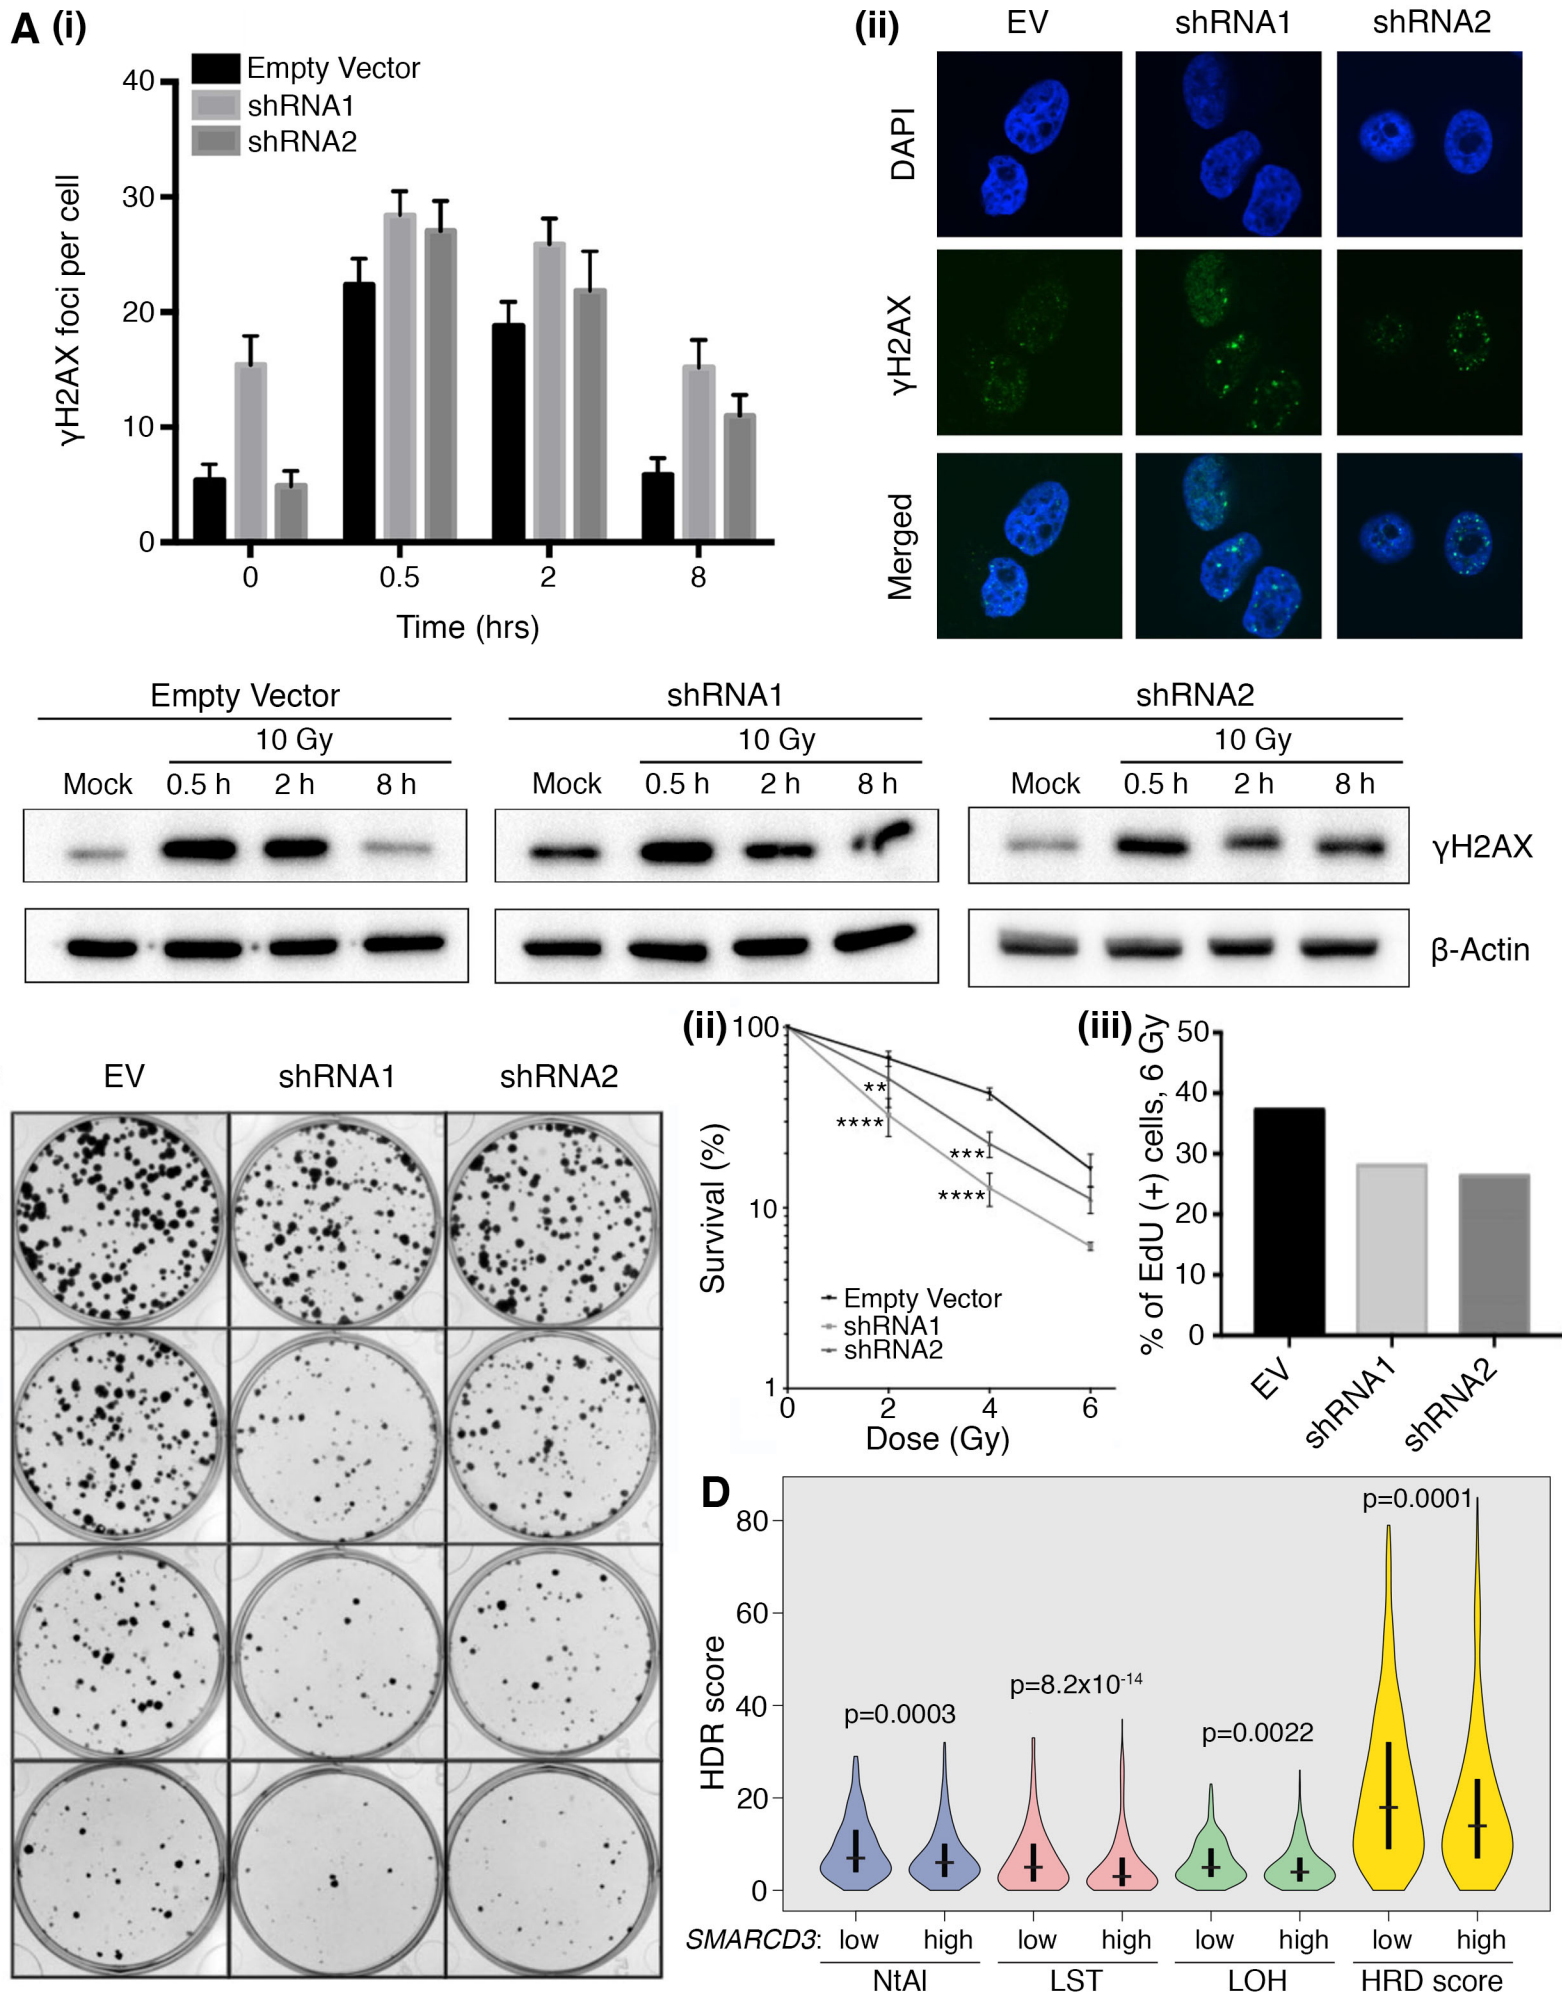 A (i)
Empty Vector
shRNA1
shRNA2
γH2AX foci per cell
40
30
20
10
0
0 0.5 2 8
Time (hrs)
(ii) EV shRNA1 shRNA2
DAPI
γH2AX
Merged
Empty Vector shRNA1 shRNA2
10 Gy 10 Gy 10 Gy
Mock 0.5 h 2 h 8 h Mock 0.5 h 2 h 8 h Mock 0.5 h 2 h 8 h
γH2AX
β-Actin
EV shRNA1 shRNA2
(ii)
Survival (%)
100
10
1
**
****
***
****
Empty Vector
shRNA1
shRNA2
0 2 4 6
Dose (Gy)
(iii)
% of EdU (+) cells, 6 Gy
50
40
30
20
10
0
EV shRNA1 shRNA2
D
HDR score
80
60
40
20
0
p=0.0003
p=8.2x10⁻¹⁴
p=0.0022
p=0.0001
SMARCD3: low high low high low high low high
NtAI LST LOH HRD score